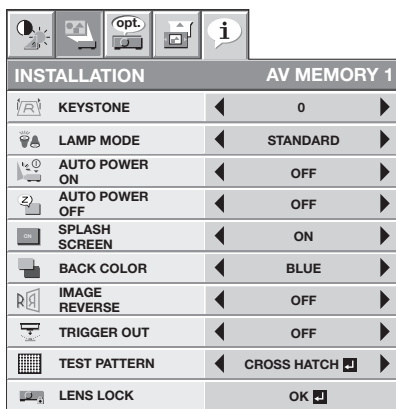 opt.
i
INSTALLATION AV MEMORY 1
KEYSTONE 0
LAMP MODE STANDARD
AUTO POWER
ON OFF
AUTO POWER
OFF OFF
SPLASH
SCREEN ON
BACK COLOR BLUE
IMAGE
REVERSE OFF
TRIGGER OUT OFF
TEST PATTERN CROSS HATCH
LENS LOCK OK